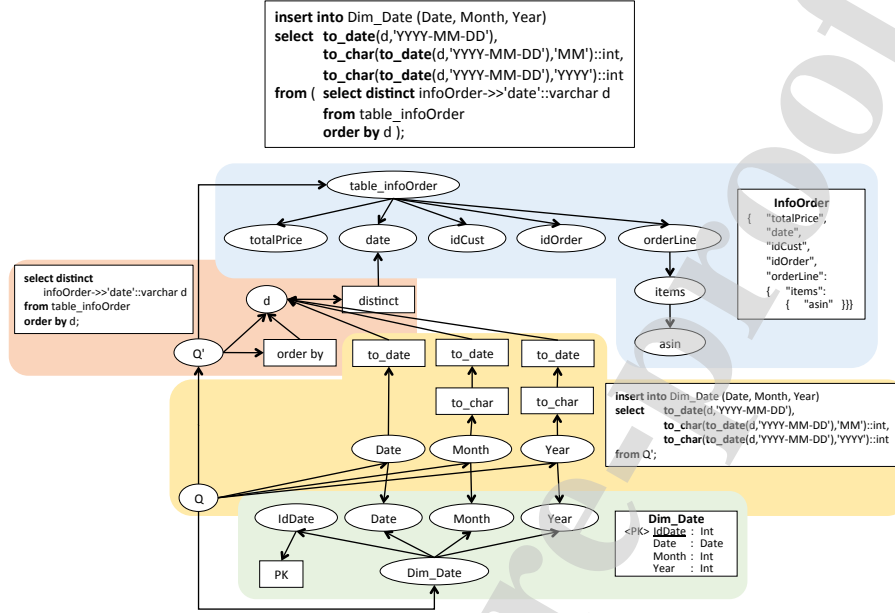 insert into Dim_Date (Date, Month, Year)
select to_date(d,'YYYY-MM-DD'),
to_char(to_date(d,'YYYY-MM-DD'),'MM')::int,
to_char(to_date(d,'YYYY-MM-DD'),'YYYY')::int
from ( select distinct infoOrder->>'date'::varchar d
from table_infoOrder
order by d );
table_infoOrder
totalPrice
date
idCust
idOrder
orderLine
items
asin
InfoOrder
{ "totalPrice",
"date",
"idCust",
"idOrder",
"orderLine":
{ "items":
{ "asin" }}}
select distinct
infoOrder->>'date'::varchar d
from table_infoOrder
order by d;
d
distinct
Q'
order by
to_date
to_date
to_date
to_char
to_char
Date
Month
Year
insert into Dim_Date (Date, Month, Year)
select to_date(d,'YYYY-MM-DD'),
to_char(to_date(d,'YYYY-MM-DD'),'MM')::int,
to_char(to_date(d,'YYYY-MM-DD'),'YYYY')::int
from Q';
Q
IdDate
Date
Month
Year
PK
Dim_Date
Dim_Date
<PK> IdDate : Int
Date : Date
Month : Int
Year : Int
re-proof